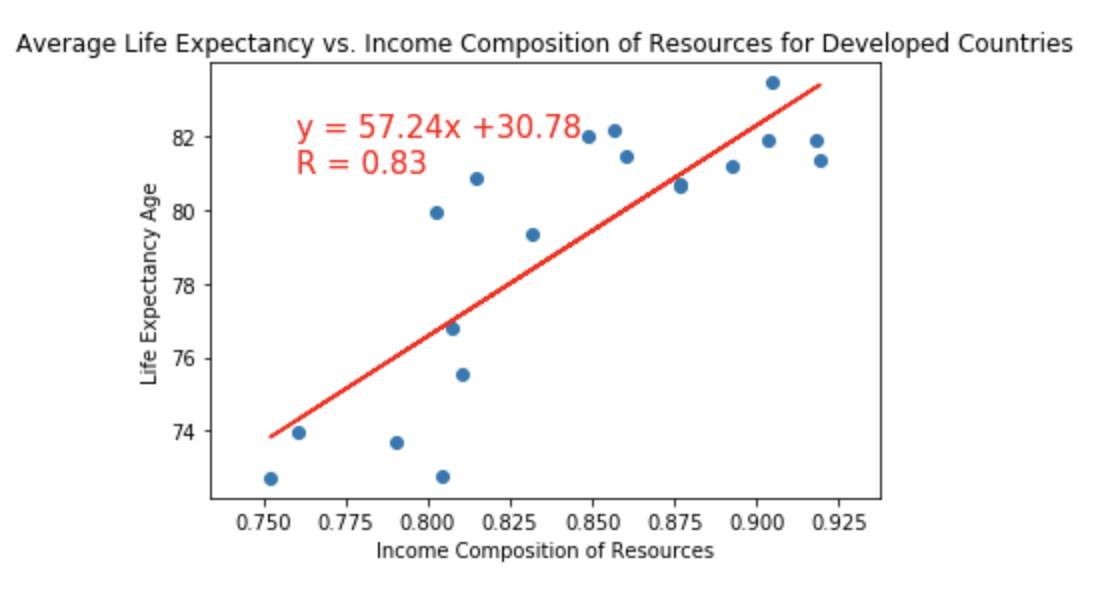 Average Life Expectancy vs. Income Composition of Resources for Developed Countries
y = 57.24x +30.78
R = 0.83
Life Expectancy Age
82
80
78
76
74
0.750 0.775 0.800 0.825 0.850 0.875 0.900 0.925
Income Composition of Resources